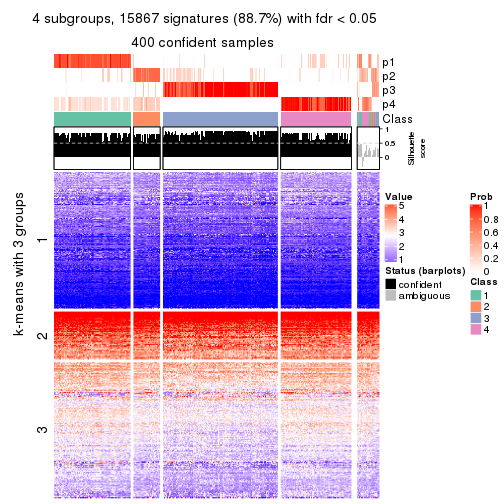 4 subgroups, 15867 signatures (88.7%) with fdr < 0.05
400 confident samples
p1
p2
p3
p4
Class
1
0.5
0
Silhouette
score
k-means with 3 groups
1
2
3
Value
5
4
3
2
1
Status (barplots)
confident
ambiguous
Prob
1
0.8
0.6
0.4
0.2
0
Class
1
2
3
4